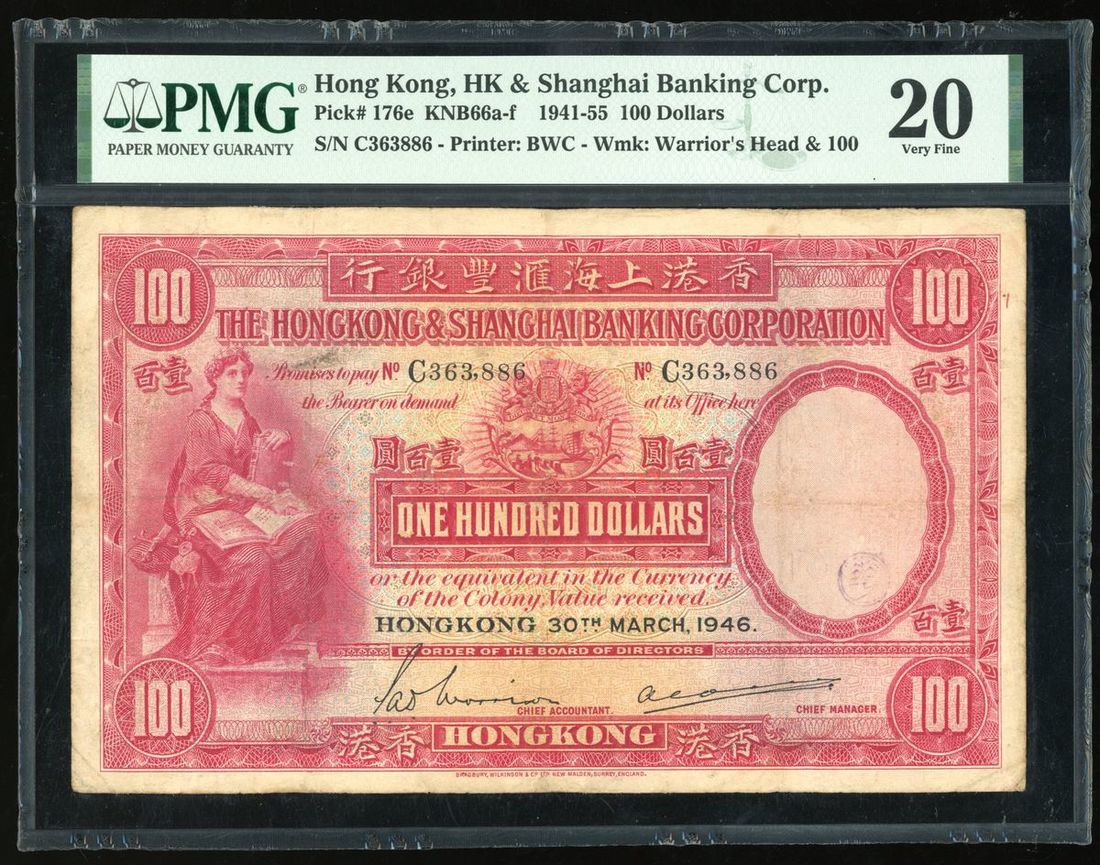 PMG®
PAPER MONEY GUARANTY
Hong Kong, HK & Shanghai Banking Corp.
Pick# 176e KNB66a-f 1941-55 100 Dollars
S/N C363886 - Printer: BWC - Wmk: Warrior's Head & 100
20
Very Fine
行銀豐滙海上港香
100 100
THE HONGKONG & SHANGHAI BANKING CORPORATION
百壹 百壹
Promises to pay Nº C363,886 Nº C363,886
the Bearer on demand at its Office here
圓百壹 圓百壹
ONE HUNDRED DOLLARS
or the equivalent in the Currency
of the Colony, Value received.
百壹
HONGKONG 30TH MARCH, 1946.
BY ORDER OF THE BOARD OF DIRECTORS
100 100
CHIEF ACCOUNTANT. CHIEF MANAGER.
港香 HONGKONG 港香
BRADBURY, WILKINSON & Cº LTD NEW MALDEN, SURREY, ENGLAND.